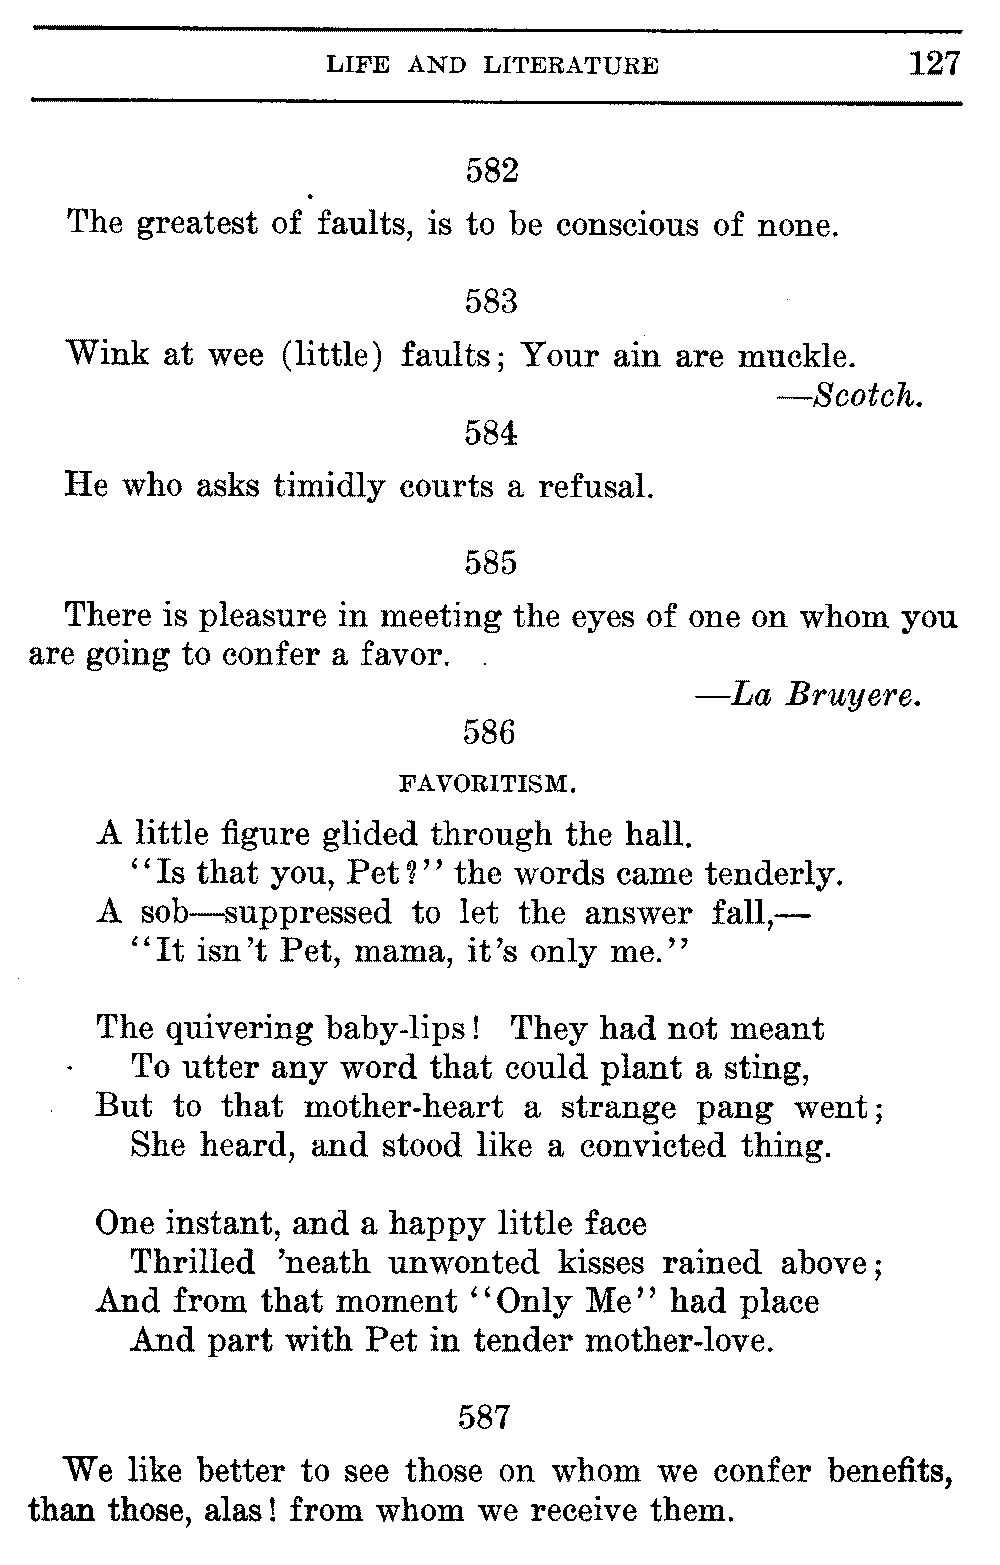 LIFE AND LITERATURE 127
582
The greatest of faults, is to be conscious of none.
583
Wink at wee (little) faults; Your ain are muckle.
—Scotch.
584
He who asks timidly courts a refusal.
585
There is pleasure in meeting the eyes of one on whom you
are going to confer a favor.
—La Bruyere.
586
FAVORITISM.
A little figure glided through the hall.
“Is that you, Pet?” the words came tenderly.
A sob—suppressed to let the answer fall,—
“It isn’t Pet, mama, it’s only me.”
The quivering baby-lips! They had not meant
To utter any word that could plant a sting,
But to that mother-heart a strange pang went;
She heard, and stood like a convicted thing.
One instant, and a happy little face
Thrilled ’neath unwonted kisses rained above;
And from that moment “Only Me” had place
And part with Pet in tender mother-love.
587
We like better to see those on whom we confer benefits,
than those, alas! from whom we receive them.